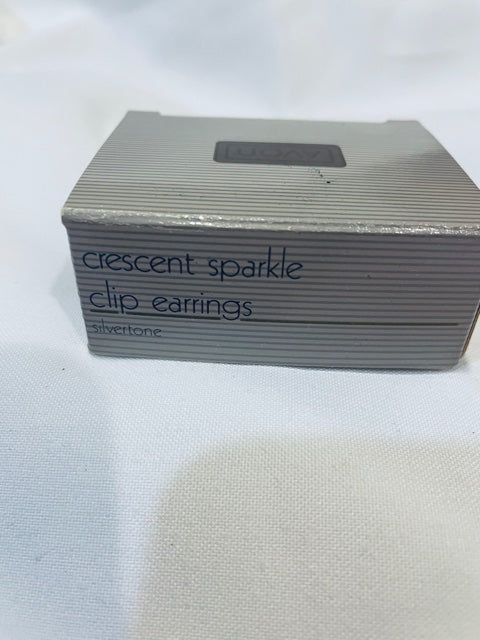 AVON
crescent sparkle
clip earrings
silvertone